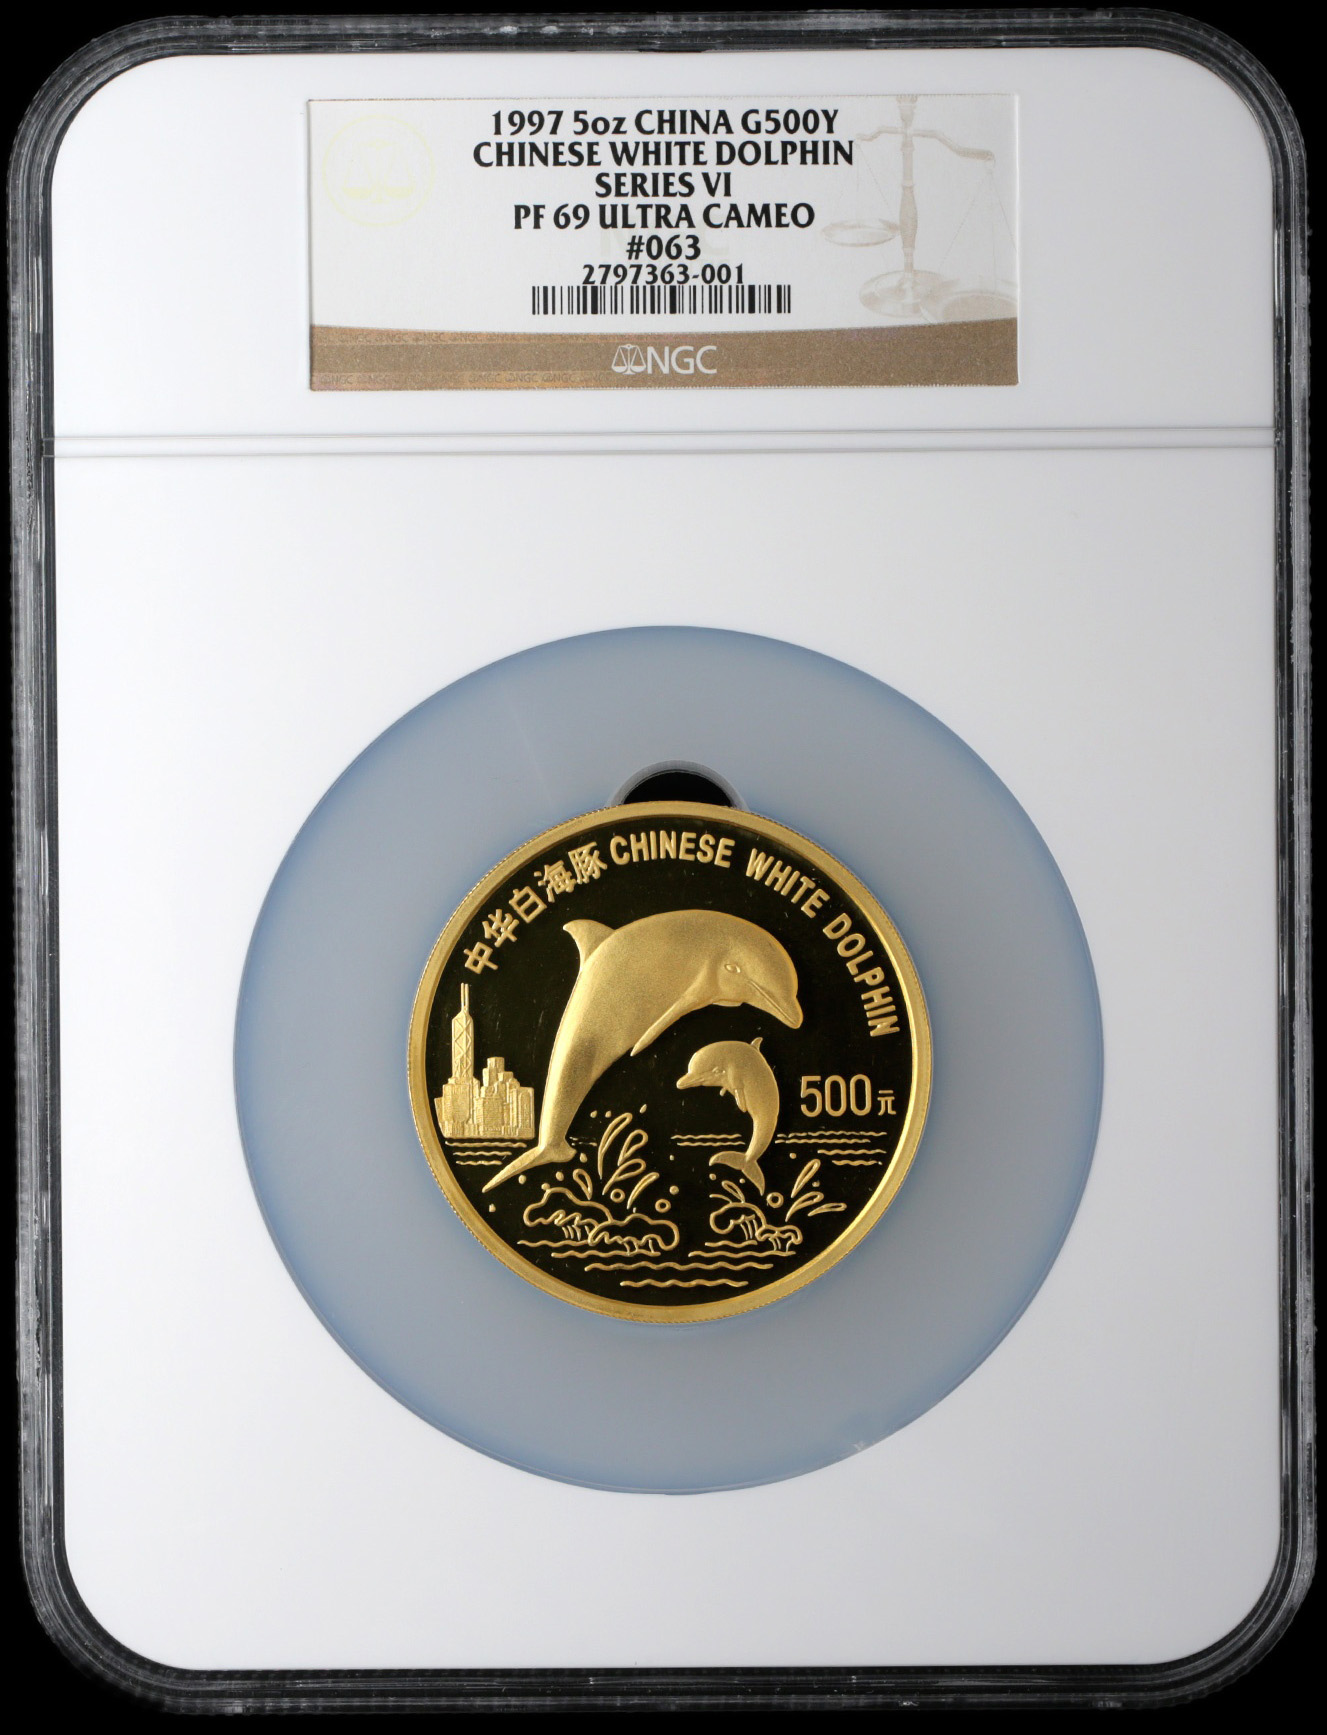 1997 5oz CHINA G500Y
CHINESE WHITE DOLPHIN
SERIES VI
PF 69 ULTRA CAMEO
#063
2797363-001
NGC
中华白海豚 CHINESE WHITE DOLPHIN
500元